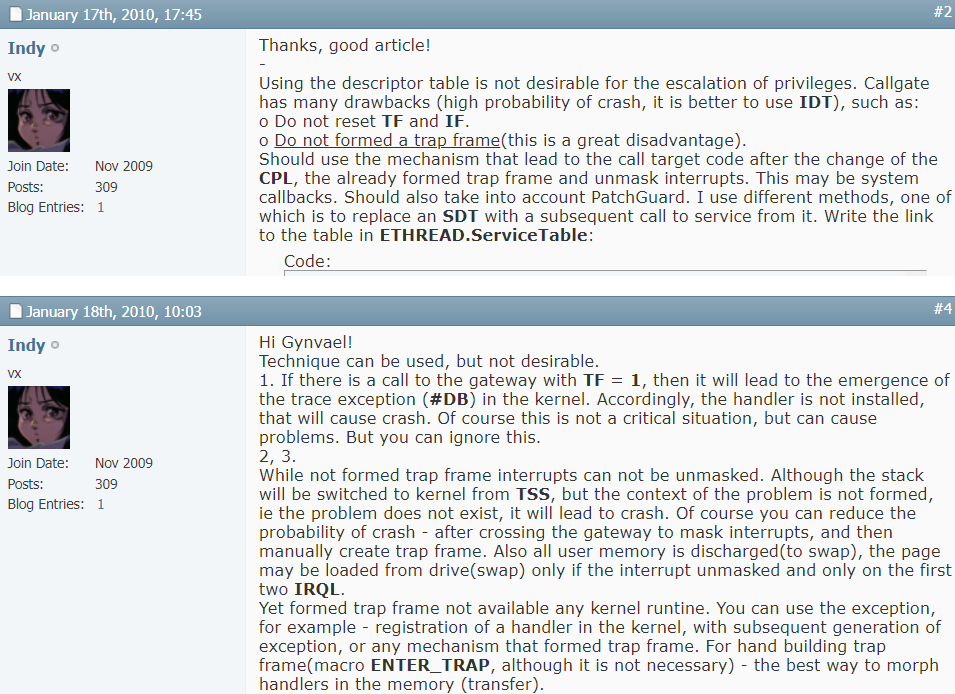 January 17th, 2010, 17:45 #2
Indy
vx
Join Date: Nov 2009
Posts: 309
Blog Entries: 1
Thanks, good article!
-
Using the descriptor table is not desirable for the escalation of privileges. Callgate
has many drawbacks (high probability of crash, it is better to use IDT), such as:
o Do not reset TF and IF.
o Do not formed a trap frame(this is a great disadvantage).
Should use the mechanism that lead to the call target code after the change of the
CPL, the already formed trap frame and unmask interrupts. This may be system
callbacks. Should also take into account PatchGuard. I use different methods, one of
which is to replace an SDT with a subsequent call to service from it. Write the link
to the table in ETHREAD.ServiceTable:
Code:
January 18th, 2010, 10:03 #4
Indy
vx
Join Date: Nov 2009
Posts: 309
Blog Entries: 1
Hi Gynvael!
Technique can be used, but not desirable.
1. If there is a call to the gateway with TF = 1, then it will lead to the emergence of
the trace exception (#DB) in the kernel. Accordingly, the handler is not installed,
that will cause crash. Of course this is not a critical situation, but can cause
problems. But you can ignore this.
2, 3.
While not formed trap frame interrupts can not be unmasked. Although the stack
will be switched to kernel from TSS, but the context of the problem is not formed,
ie the problem does not exist, it will lead to crash. Of course you can reduce the
probability of crash - after crossing the gateway to mask interrupts, and then
manually create trap frame. Also all user memory is discharged(to swap), the page
may be loaded from drive(swap) only if the interrupt unmasked and only on the first
two IRQL.
Yet formed trap frame not available any kernel runtime. You can use the exception,
for example - registration of a handler in the kernel, with subsequent generation of
exception, or any mechanism that formed trap frame. For hand building trap
frame(macro ENTER_TRAP, although it is not necessary) - the best way to morph
handlers in the memory (transfer).